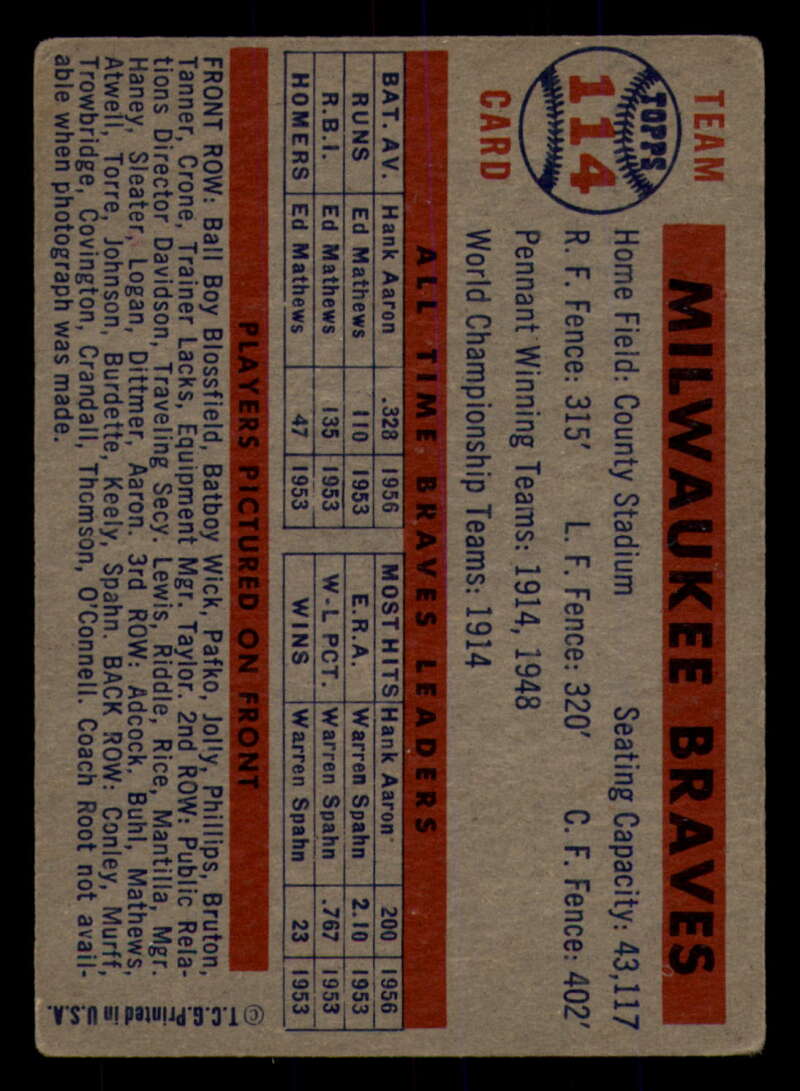 TEAM
TOPPS
114
CARD
MILWAUKEE BRAVES
Home Field: County Stadium Seating Capacity: 43,117
R. F. Fence: 315′ L. F. Fence: 320′ C. F. Fence: 402′
Pennant Winning Teams: 1914, 1948
World Championship Teams: 1914
ALL TIME BRAVES LEADERS
BAT. AV. Hank Aaron .328 1956 MOST HITS Hank Aaron 200 1956
RUNS Ed Mathews 110 1953 E.R.A. Warren Spahn 2.10 1953
R.B.I. Ed Mathews 135 1953 W-L PCT. Warren Spahn .767 1953
HOMERS Ed Mathews 47 1953 WINS Warren Spahn 23 1953
PLAYERS PICTURED ON FRONT
FRONT ROW: Ball Boy Blossfield, Batboy Wick, Pafko, Jolly, Phillips, Bruton,
Tanner, Crone, Trainer Lacks, Equipment Mgr. Taylor. 2nd ROW: Public Rela-
tions Director Davidson, Traveling Secy. Lewis, Riddle, Rice, Mantilla, Mgr.
Haney, Sleater, Logan, Dittmer, Aaron. 3rd ROW: Adcock, Buhl, Mathews,
Atwell, Torre, Johnson, Burdette, Keely, Spahn. BACK ROW: Conley, Murff,
Trowbridge, Covington, Crandall, Thomson, O'Connell. Coach Root not avail-
able when photograph was made.
© T.C.G. Printed in U.S.A.